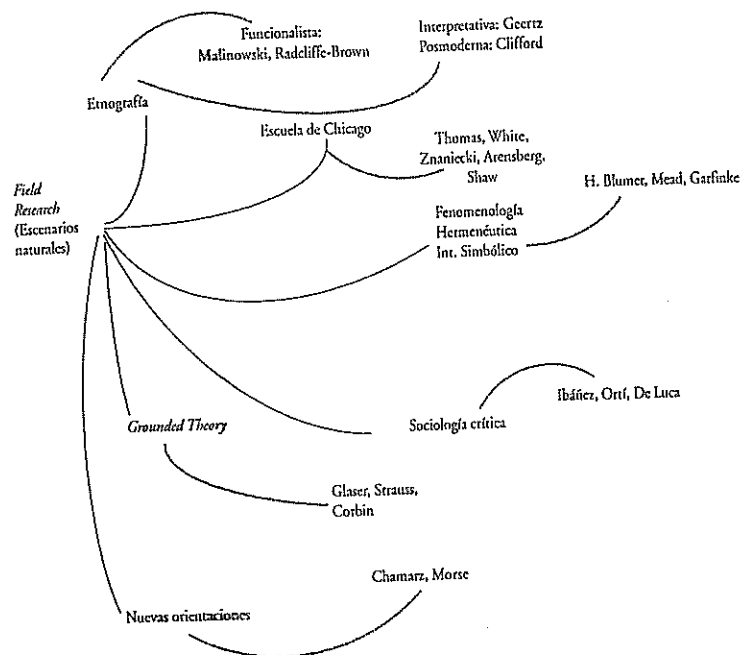 Funcionalista:
Malinowski, Radcliffe-Brown
Interpretativa: Geertz
Posmoderna: Clifford
Etnografía
Escuela de Chicago
Thomas, White,
Znaniecki, Arensberg,
Shaw
H. Blumer, Mead, Garfinke
Field
Research
(Escenarios
naturales)
Fenomenología
Hermenéutica
Int. Simbólico
Ibáñez, Ortí, De Luca
Grounded Theory
Sociología crítica
Glaser, Strauss,
Corbin
Chamarz, Morse
Nuevas orientaciones